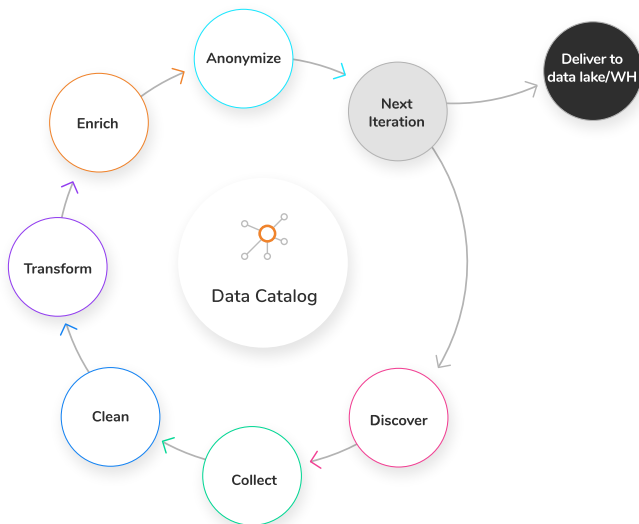 Anonymize
Deliver to
data lake/WH
Next
Iteration
Enrich
Transform
Data Catalog
Clean
Discover
Collect